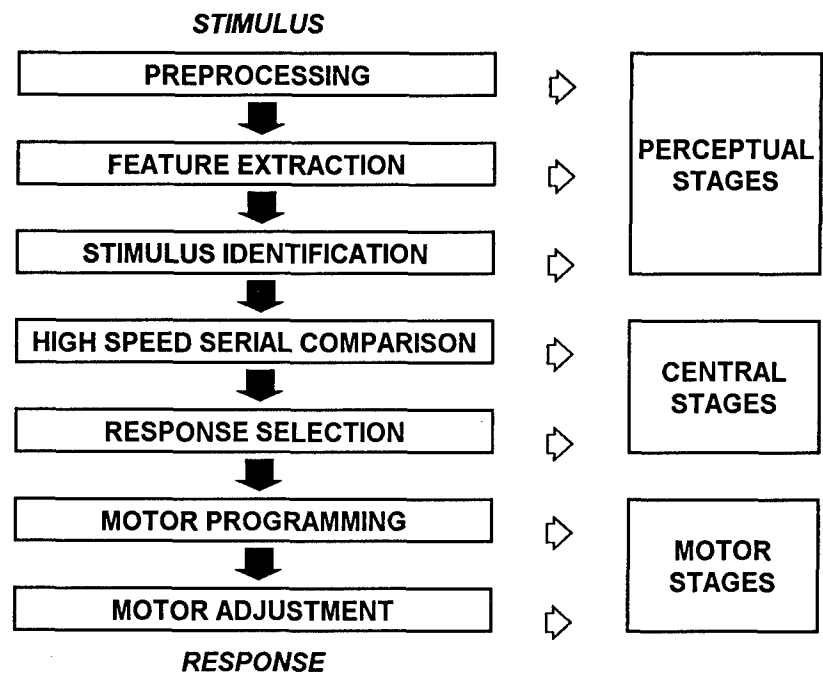 STIMULUS
PREPROCESSING
FEATURE EXTRACTION
STIMULUS IDENTIFICATION
HIGH SPEED SERIAL COMPARISON
RESPONSE SELECTION
MOTOR PROGRAMMING
MOTOR ADJUSTMENT
RESPONSE
PERCEPTUAL
STAGES
CENTRAL
STAGES
MOTOR
STAGES